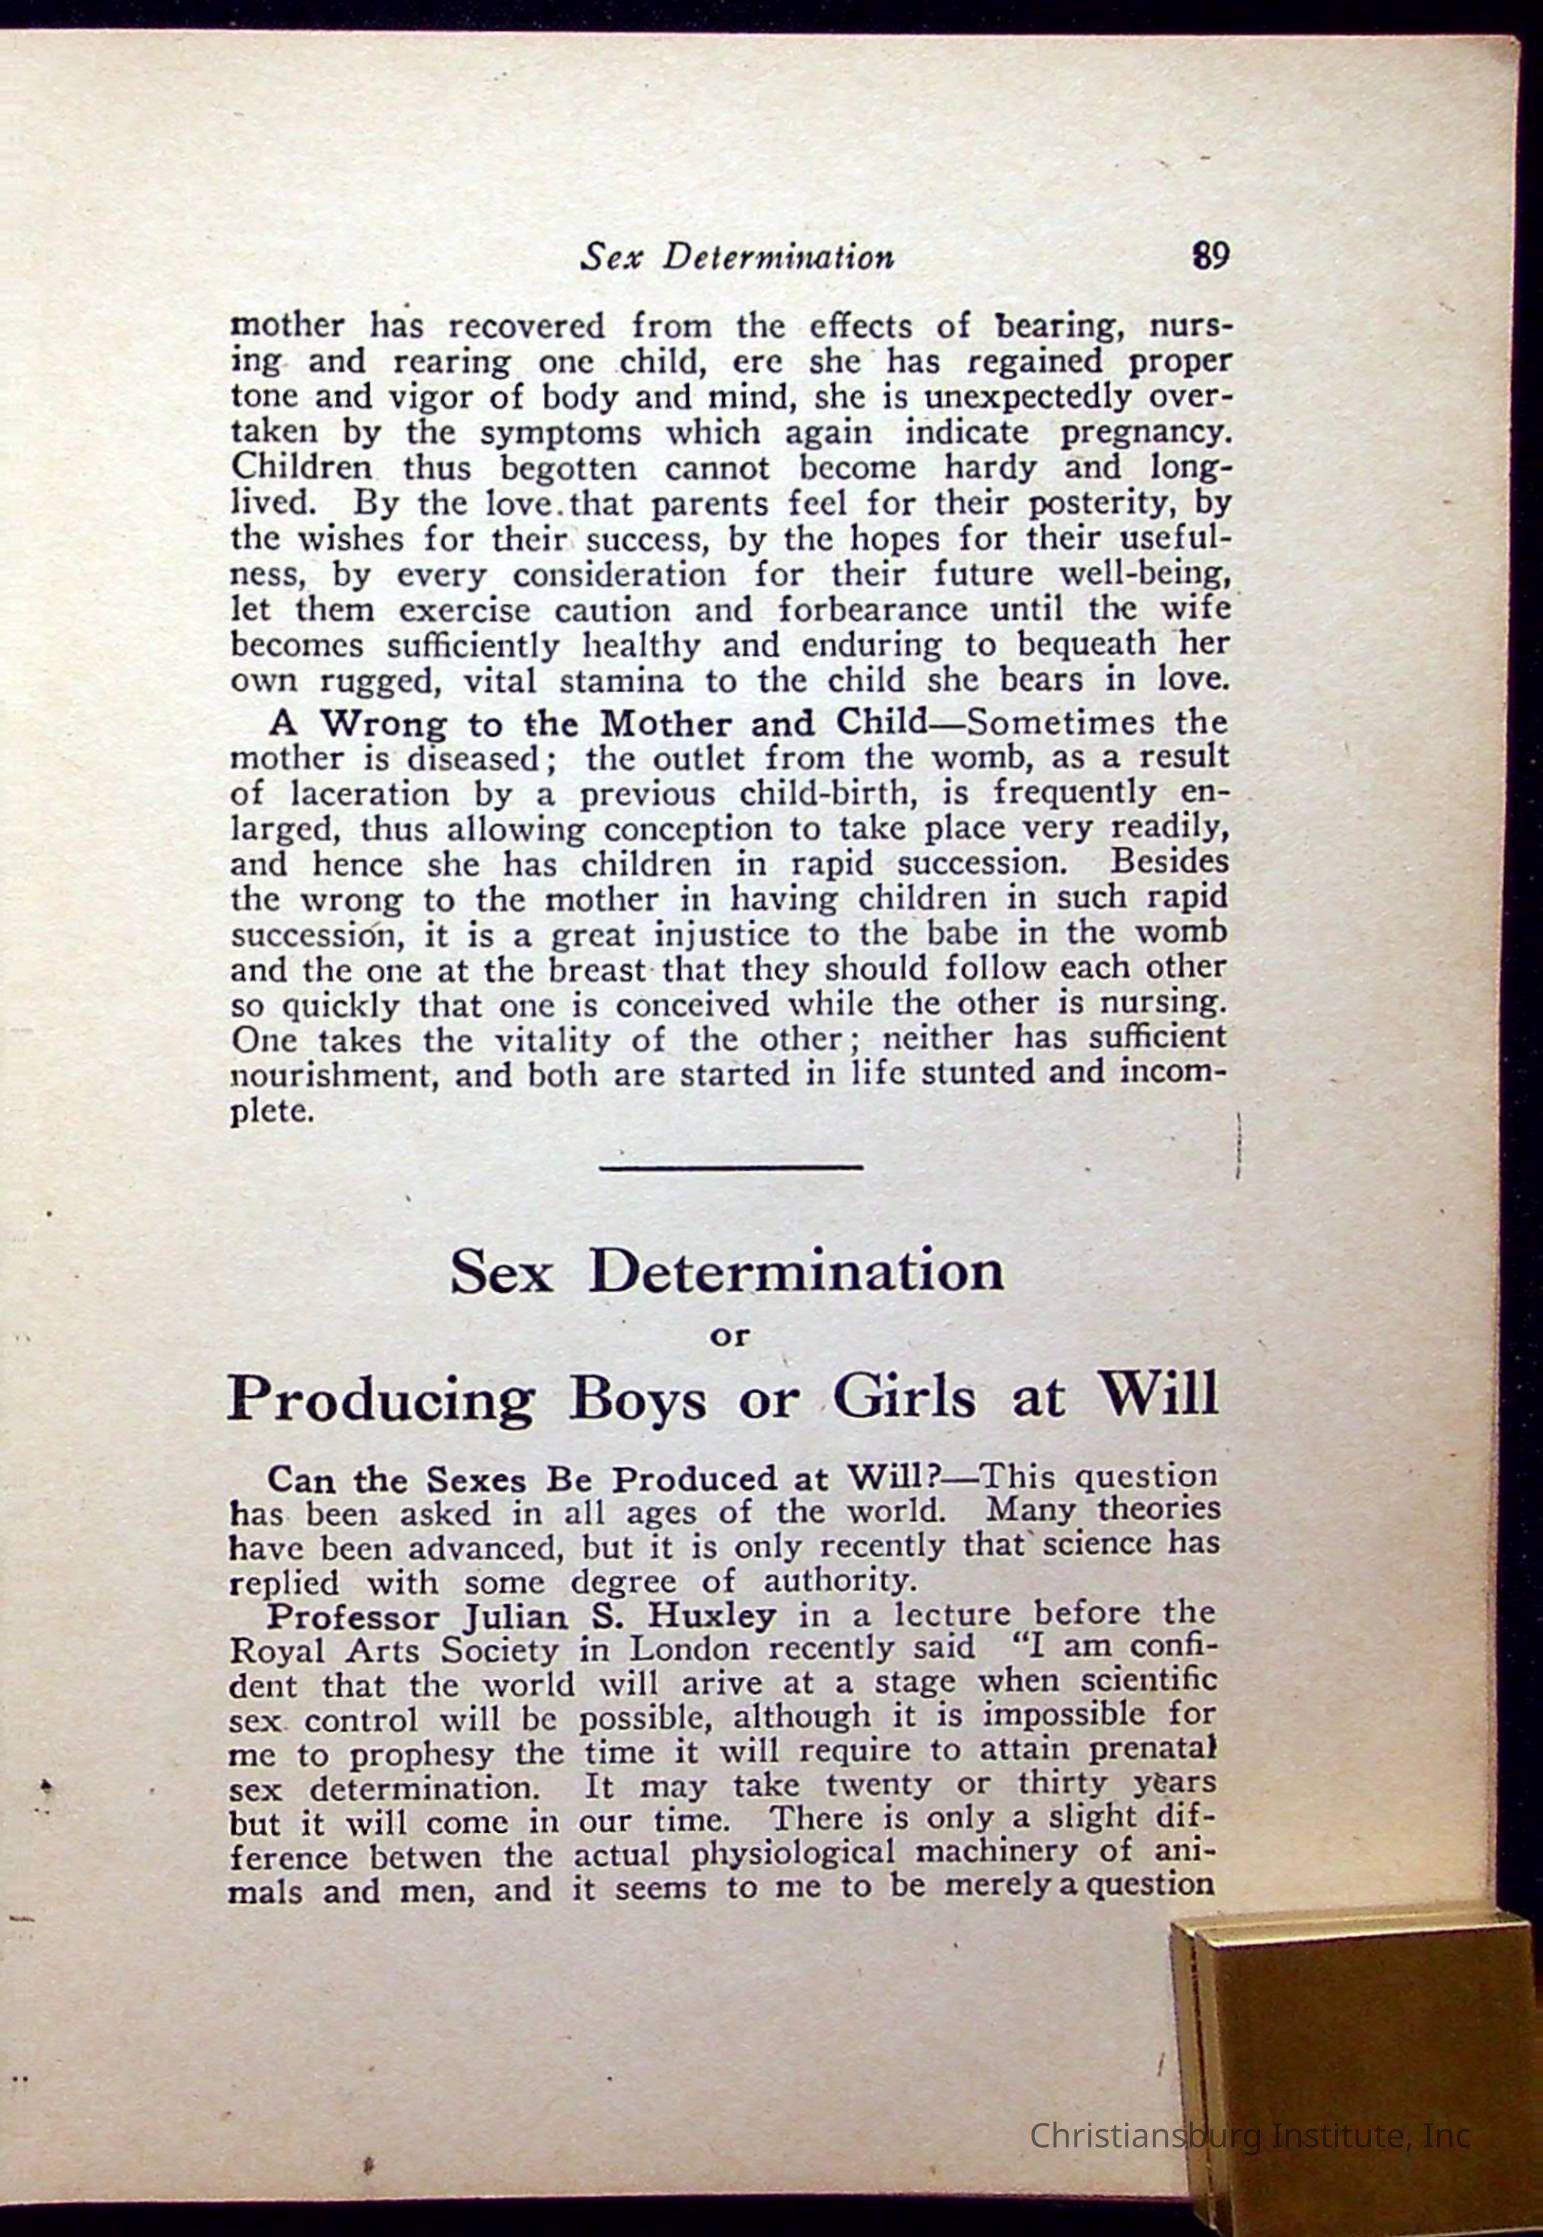 Sex Determination 89
mother has recovered from the effects of bearing, nurs-
ing and rearing one child, ere she has regained proper
tone and vigor of body and mind, she is unexpectedly over-
taken by the symptoms which again indicate pregnancy.
Children thus begotten cannot become hardy and long-
lived. By the love that parents feel for their posterity, by
the wishes for their success, by the hopes for their useful-
ness, by every consideration for their future well-being,
let them exercise caution and forbearance until the wife
becomes sufficiently healthy and enduring to bequeath her
own rugged, vital stamina to the child she bears in love.
A Wrong to the Mother and Child—Sometimes the
mother is diseased; the outlet from the womb, as a result
of laceration by a previous child-birth, is frequently en-
larged, thus allowing conception to take place very readily,
and hence she has children in rapid succession. Besides
the wrong to the mother in having children in such rapid
succession, it is a great injustice to the babe in the womb
and the one at the breast that they should follow each other
so quickly that one is conceived while the other is nursing.
One takes the vitality of the other; neither has sufficient
nourishment, and both are started in life stunted and incom-
plete.
Sex Determination
or
Producing Boys or Girls at Will
Can the Sexes Be Produced at Will?—This question
has been asked in all ages of the world. Many theories
have been advanced, but it is only recently that science has
replied with some degree of authority.
Professor Julian S. Huxley in a lecture before the
Royal Arts Society in London recently said "I am confi-
dent that the world will arive at a stage when scientific
sex control will be possible, although it is impossible for
me to prophesy the time it will require to attain prenatal
sex determination. It may take twenty or thirty years
but it will come in our time. There is only a slight dif-
ference betwen the actual physiological machinery of ani-
mals and men, and it seems to me to be merely a question
Christiansburg Institute, Inc